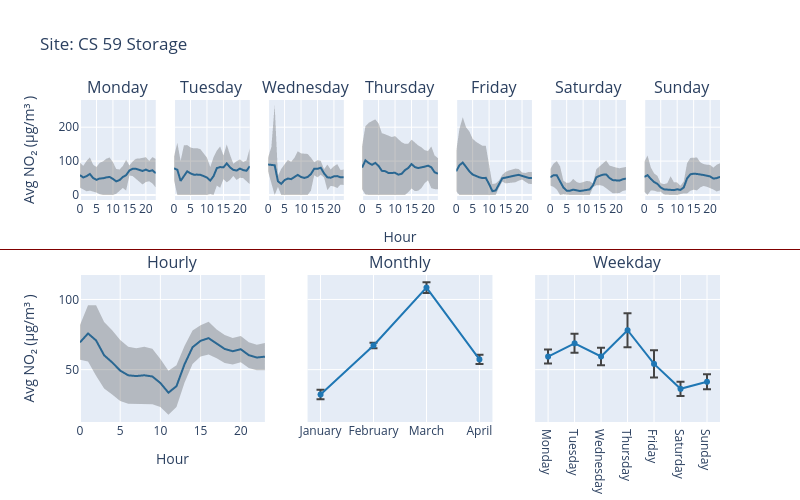 Site: CS 59 Storage
Monday Tuesday Wednesday Thursday Friday Saturday Sunday
Avg NO₂ (µg/m³ )
200
100
0
0 5 10 15 20 0 5 10 15 20 0 5 10 15 20 0 5 10 15 20 0 5 10 15 20 0 5 10 15 20 0 5 10 15 20
Hour
Hourly Monthly Weekday
Avg NO₂ (µg/m³ )
100
50
0 5 10 15 20
January February March April
Monday Tuesday Wednesday Thursday Friday Saturday Sunday
Hour